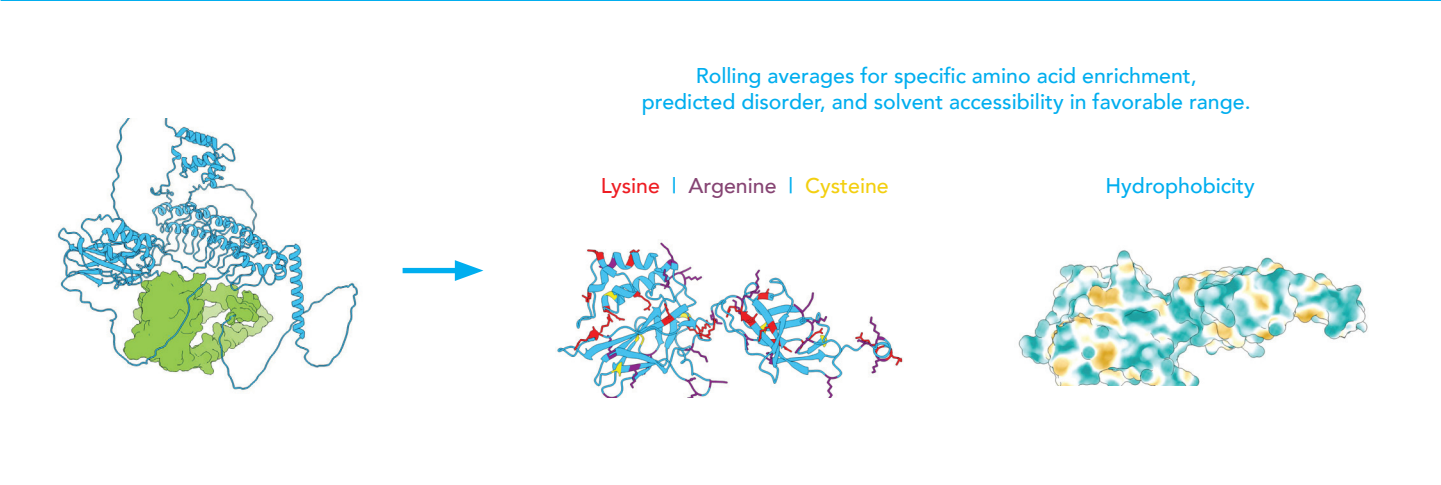 Rolling averages for specific amino acid enrichment,
predicted disorder, and solvent accessibility in favorable range.
Lysine | Argenine | Cysteine
Hydrophobicity